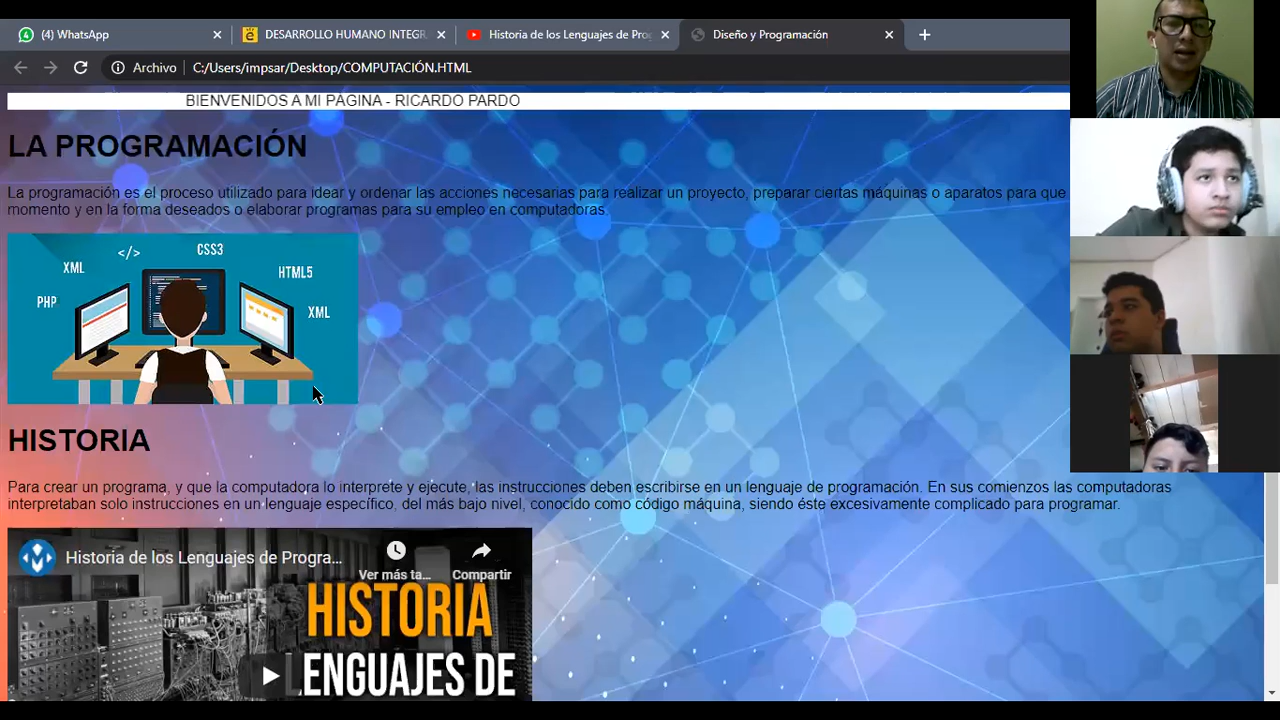 (4) WhatsApp
DESARROLLO HUMANO INTEGR
Historia de los Lenguajes de Pro
Diseño y Programación
Archivo
C:/Users/impsar/Desktop/COMPUTACIÓN.HTML
BIENVENIDOS A MI PÁGINA - RICARDO PARDO
LA PROGRAMACIÓN
La programación es el proceso utilizado para idear y ordenar las acciones necesarias para realizar un proyecto, preparar ciertas máquinas o aparatos para que
momento y en la forma deseados o elaborar programas para su empleo en computadoras.
</>
CSS3
XML
HTML5
PHP
XML
HISTORIA
Para crear un programa, y que la computadora lo interprete y ejecute, las instrucciones deben escribirse en un lenguaje de programación. En sus comienzos las computadoras
interpretaban solo instrucciones en un lenguaje específico, del más bajo nivel, conocido como código máquina, siendo éste excesivamente complicado para programar.
Historia de los Lenguajes de Progra...
Ver más ta...
Compartir
HISTORIA
LENGUAJES DE